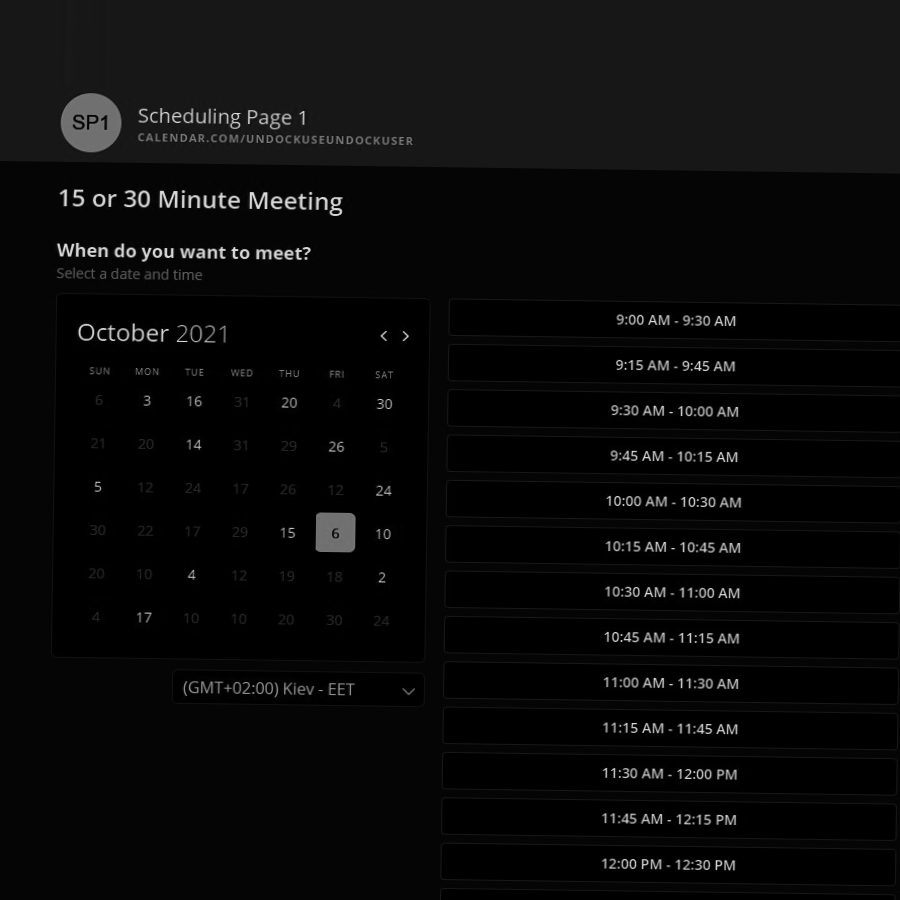 SP1
Scheduling Page 1
CALENDAR.COM/UNDOCKUSEUNDOCKUSER
15 or 30 Minute Meeting
When do you want to meet?
Select a date and time
October 2021
SUN MON TUE WED THU FRI SAT
6 3 16 31 20 4 30
21 20 14 31 29 26 5
5 12 24 17 26 12 24
30 22 17 29 15 6 10
20 10 4 12 19 18 2
4 17 10 10 20 30 24
(GMT+02:00) Kiev - EET
9:00 AM - 9:30 AM
9:15 AM - 9:45 AM
9:30 AM - 10:00 AM
9:45 AM - 10:15 AM
10:00 AM - 10:30 AM
10:15 AM - 10:45 AM
10:30 AM - 11:00 AM
10:45 AM - 11:15 AM
11:00 AM - 11:30 AM
11:15 AM - 11:45 AM
11:30 AM - 12:00 PM
11:45 AM - 12:15 PM
12:00 PM - 12:30 PM